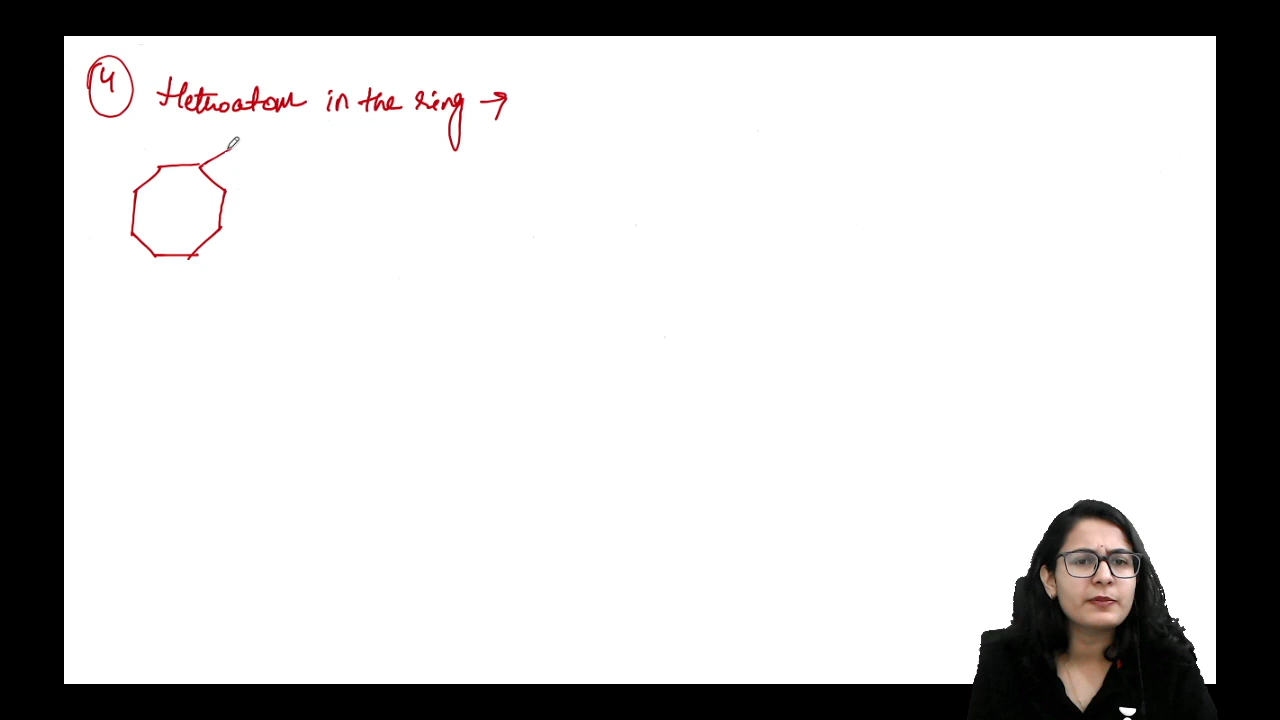 4 Hetroatom in the ring →